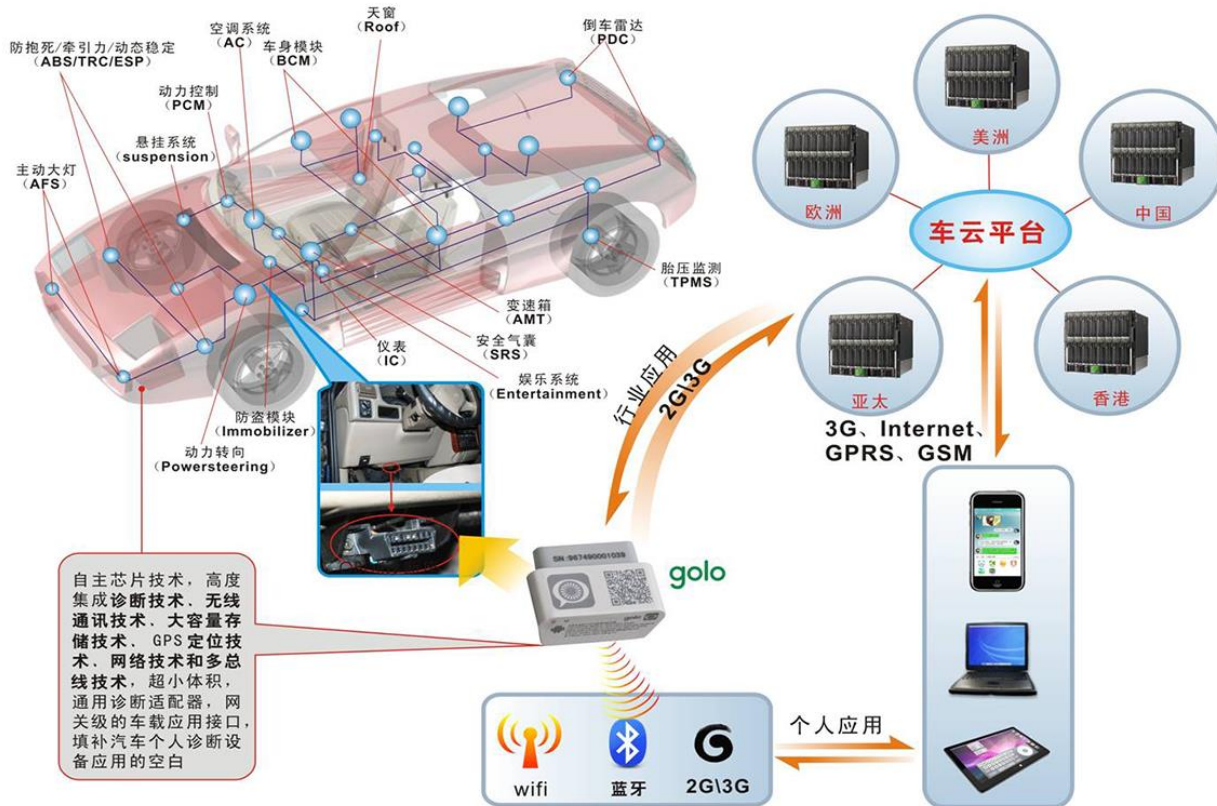 天窗
(Roof)
空调系统
(AC)
车身模块
(BCM)
倒车雷达
(PDC)
防抱死/牵引力/动态稳定
(ABS/TRC/ESP)
动力控制
(PCM)
悬挂系统
(suspension)
主动大灯
(AFS)
胎压监测
(TPMS)
变速箱
(AMT)
安全气囊
(SRS)
仪表
(IC)
娱乐系统
(Entertainment)
防盗模块
(Immobilizer)
动力转向
(Powersteering)
美洲
欧洲
中国
车云平台
亚太
香港
行业应用
2G\3G
3G、Internet、
GPRS、GSM
SN:967490001039
golo
golo
自主芯片技术，高度
集成诊断技术、无线
通讯技术、大容量存
储技术、GPS定位技
术、网络技术和多总
线技术，超小体积，
通用诊断适配器，网
关级的车载应用接口，
填补汽车个人诊断设
备应用的空白
wifi
蓝牙
2G\3G
个人应用